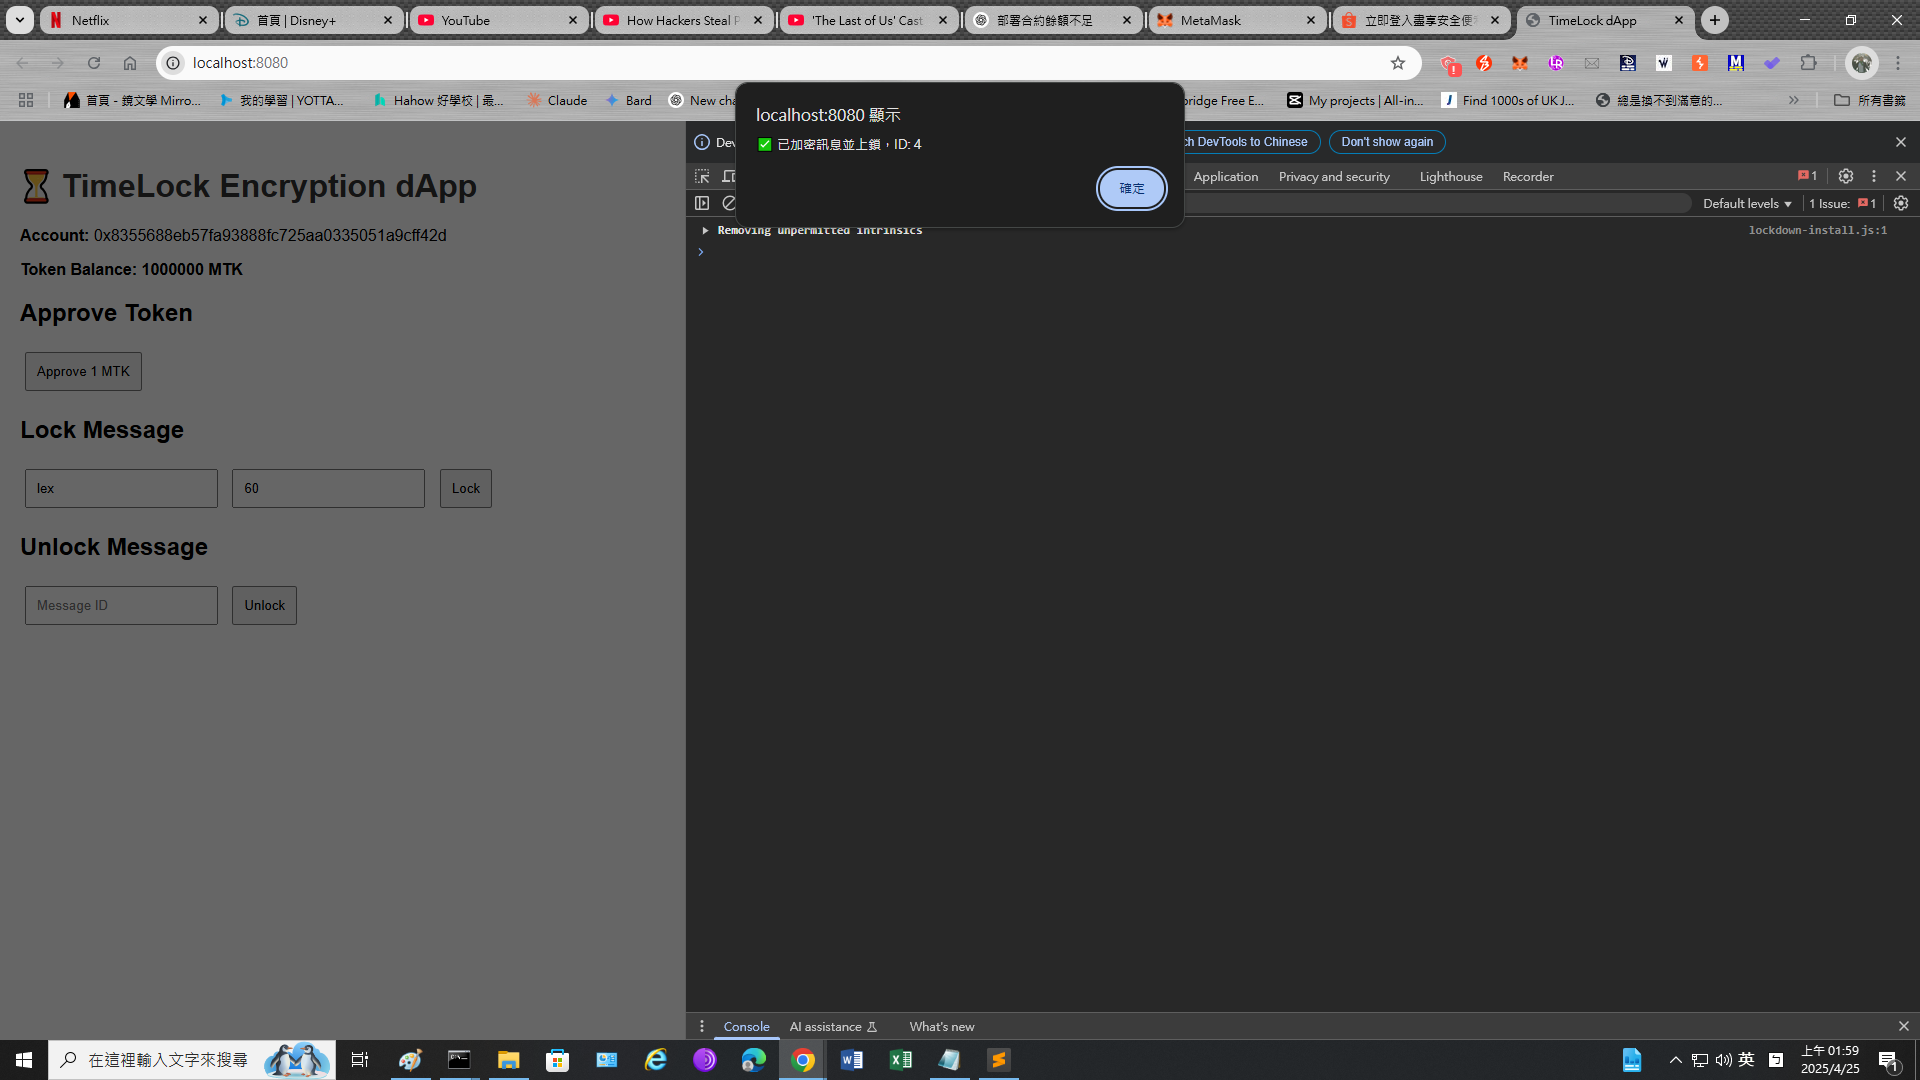 Netflix
首頁 | Disney+
YouTube
How Hackers Steal P
'The Last of Us' Cast
部署合約餘額不足
MetaMask
立即登入盡享安全便
TimeLock dApp
localhost:8080
首頁 - 鏡文學 Mirro...
我的學習 | YOTTA...
Hahow 好學校 | 最...
Claude
Bard
New cha
bridge Free E...
My projects | All-in...
Find 1000s of UK J...
總是換不到滿意的...
所有書籤
localhost:8080 顯示
✅ 已加密訊息並上鎖，ID: 4
確定
Dev
ch DevTools to Chinese
Don't show again
Application
Privacy and security
Lighthouse
Recorder
1
Default levels
1 Issue:
1
Removing unpermitted intrinsics
lockdown-install.js:1
⌛ TimeLock Encryption dApp
Account: 0x8355688eb57fa93888fc725aa0335051a9cff42d
Token Balance: 1000000 MTK
Approve Token
Approve 1 MTK
Lock Message
lex
60
Lock
Unlock Message
Message ID
Unlock
Console
AI assistance
What's new
在這裡輸入文字來搜尋
英
上午 01:59
2025/4/25
1